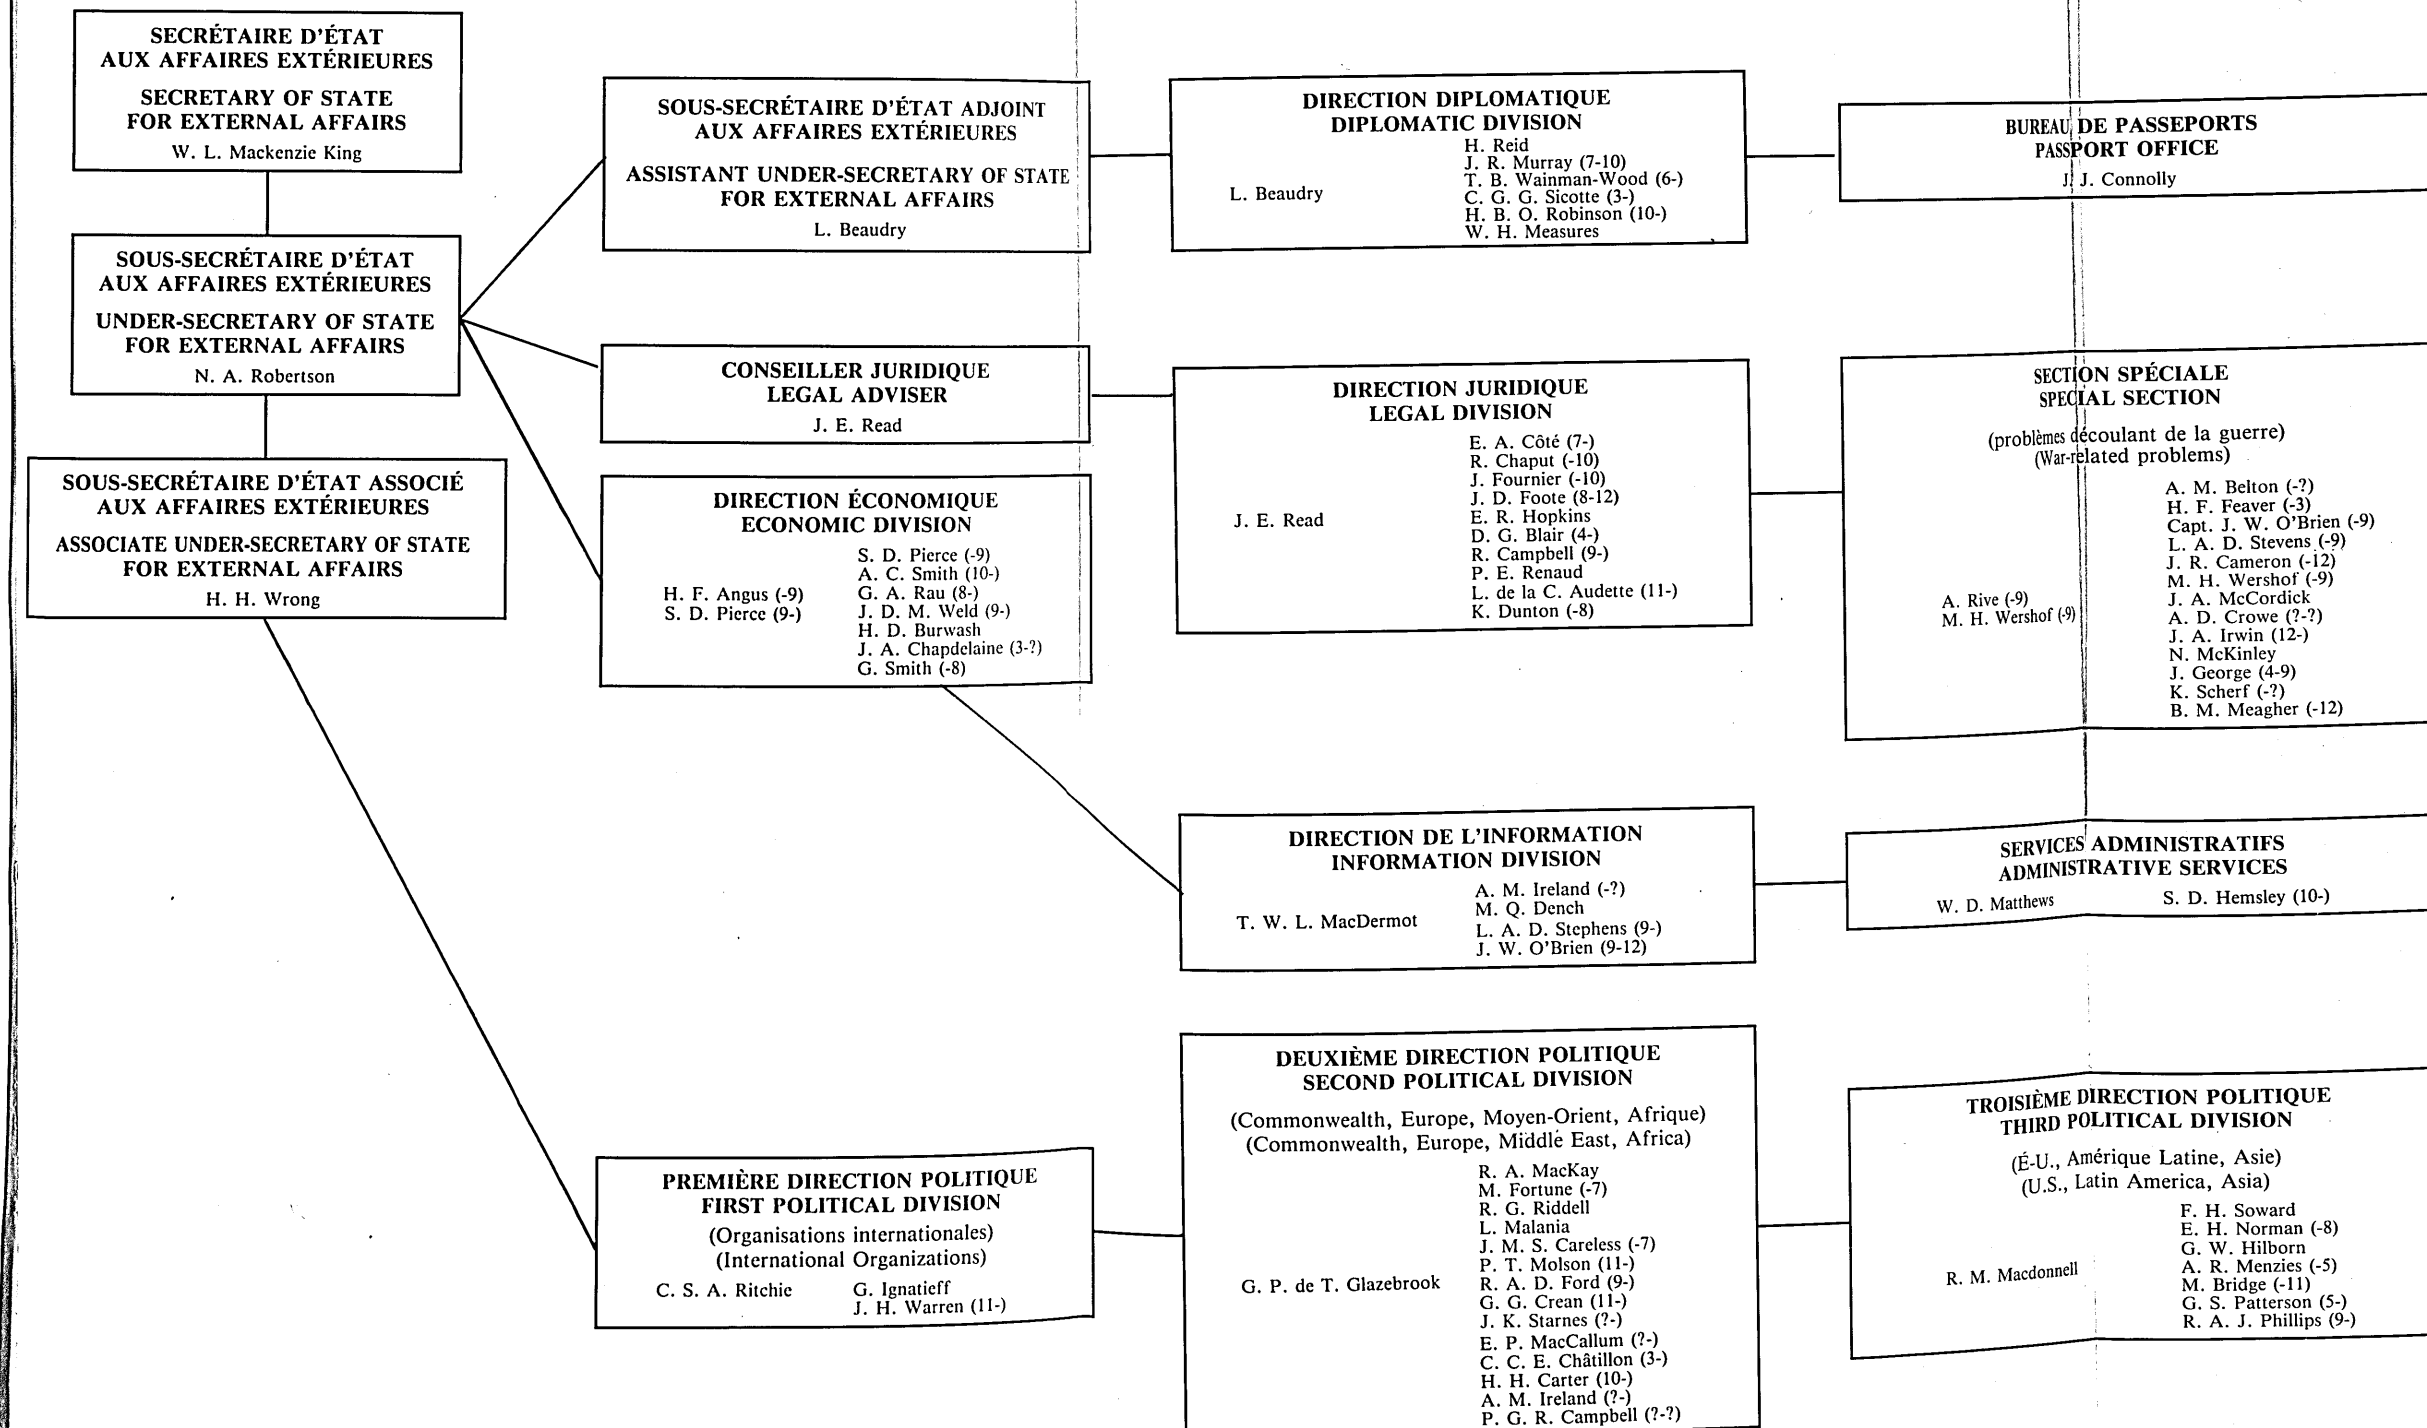 SECRÉTAIRE D'ÉTAT
AUX AFFAIRES EXTÉRIEURES
SECRETARY OF STATE
FOR EXTERNAL AFFAIRS
W. L. Mackenzie King
SOUS-SECRÉTAIRE D'ÉTAT
AUX AFFAIRES EXTÉRIEURES
UNDER-SECRETARY OF STATE
FOR EXTERNAL AFFAIRS
N. A. Robertson
SOUS-SECRÉTAIRE D'ÉTAT ASSOCIÉ
AUX AFFAIRES EXTÉRIEURES
ASSOCIATE UNDER-SECRETARY OF STATE
FOR EXTERNAL AFFAIRS
H. H. Wrong
SOUS-SECRÉTAIRE D'ÉTAT ADJOINT
AUX AFFAIRES EXTÉRIEURES
ASSISTANT UNDER-SECRETARY OF STATE
FOR EXTERNAL AFFAIRS
L. Beaudry
CONSEILLER JURIDIQUE
LEGAL ADVISER
J. E. Read
DIRECTION ÉCONOMIQUE
ECONOMIC DIVISION
H. F. Angus (-9)
S. D. Pierce (9-)
S. D. Pierce (-9)
A. C. Smith (10-)
G. A. Rau (8-)
J. D. M. Weld (9-)
H. D. Burwash
J. A. Chapdelaine (3-?)
G. Smith (-8)
PREMIÈRE DIRECTION POLITIQUE
FIRST POLITICAL DIVISION
(Organisations internationales)
(International Organizations)
C. S. A. Ritchie
G. Ignatieff
J. H. Warren (11-)
DIRECTION DIPLOMATIQUE
DIPLOMATIC DIVISION
L. Beaudry
H. Reid
J. R. Murray (7-10)
T. B. Wainman-Wood (6-)
C. G. G. Sicotte (3-)
H. B. O. Robinson (10-)
W. H. Measures
DIRECTION JURIDIQUE
LEGAL DIVISION
J. E. Read
E. A. Côté (7-)
R. Chaput (-10)
J. Fournier (-10)
J. D. Foote (8-12)
E. R. Hopkins
D. G. Blair (4-)
R. Campbell (9-)
P. E. Renaud
L. de la C. Audette (11-)
K. Dunton (-8)
DIRECTION DE L'INFORMATION
INFORMATION DIVISION
T. W. L. MacDermot
A. M. Ireland (-?)
M. Q. Dench
L. A. D. Stephens (9-)
J. W. O'Brien (9-12)
DEUXIÈME DIRECTION POLITIQUE
SECOND POLITICAL DIVISION
(Commonwealth, Europe, Moyen-Orient, Afrique)
(Commonwealth, Europe, Middle East, Africa)
G. P. de T. Glazebrook
R. A. MacKay
M. Fortune (-7)
R. G. Riddell
L. Malania
J. M. S. Careless (-7)
P. T. Molson (11-)
R. A. D. Ford (9-)
G. G. Crean (11-)
J. K. Starnes (?-)
E. P. MacCallum (?-)
C. C. E. Châtillon (3-)
H. H. Carter (10-)
A. M. Ireland (?-)
P. G. R. Campbell (?-?)
BUREAU DE PASSEPORTS
PASSPORT OFFICE
J. J. Connolly
SECTION SPÉCIALE
SPECIAL SECTION
(problèmes découlant de la guerre)
(War-related problems)
A. Rive (-9)
M. H. Wershof (-9)
A. M. Belton (-?)
H. F. Feaver (-3)
Capt. J. W. O'Brien (-9)
L. A. D. Stevens (-9)
J. R. Cameron (-12)
M. H. Wershof (-9)
J. A. McCordick
A. D. Crowe (?-?)
J. A. Irwin (12-)
N. McKinley
J. George (4-9)
K. Scherf (-?)
B. M. Meagher (-12)
SERVICES ADMINISTRATIFS
ADMINISTRATIVE SERVICES
W. D. Matthews
S. D. Hemsley (10-)
TROISIÈME DIRECTION POLITIQUE
THIRD POLITICAL DIVISION
(É-U., Amérique Latine, Asie)
(U.S., Latin America, Asia)
R. M. Macdonnell
F. H. Soward
E. H. Norman (-8)
G. W. Hilborn
A. R. Menzies (-5)
M. Bridge (-11)
G. S. Patterson (5-)
R. A. J. Phillips (9-)